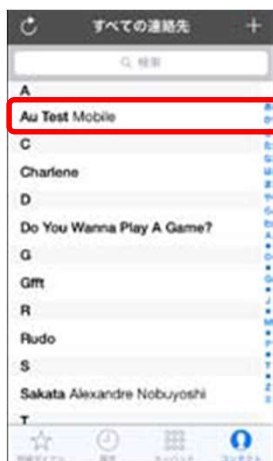 すべての連絡先
検索
A
Au Test Mobile
C
Charlene
D
Do You Wanna Play A Game?
G
Gfft
R
Rudo
S
Sakata Alexandre Nobuyoshi
T